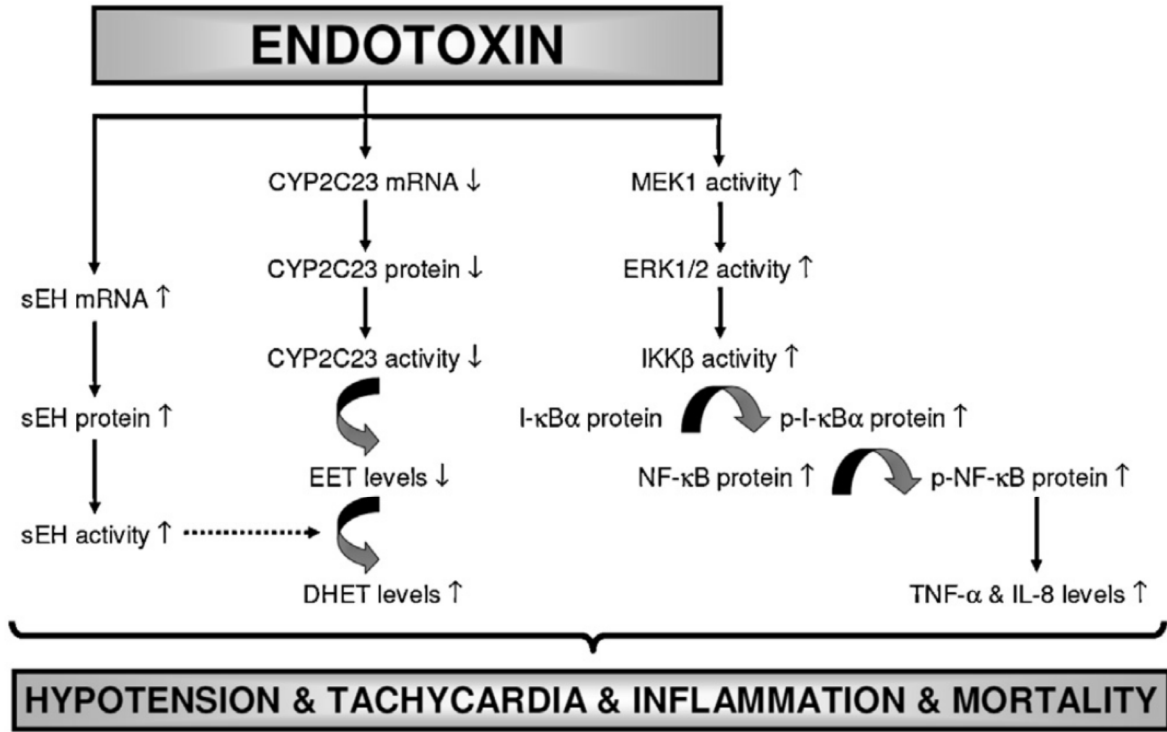 ENDOTOXIN
CYP2C23 mRNA ↓
MEK1 activity ↑
CYP2C23 protein ↓
ERK1/2 activity ↑
sEH mRNA ↑
CYP2C23 activity ↓
IKKβ activity ↑
sEH protein ↑
I-κBα protein
p-I-κBα protein ↑
EET levels ↓
NF-κB protein ↑
p-NF-κB protein ↑
sEH activity ↑
DHET levels ↑
TNF-α & IL-8 levels ↑
HYPOTENSION & TACHYCARDIA & INFLAMMATION & MORTALITY